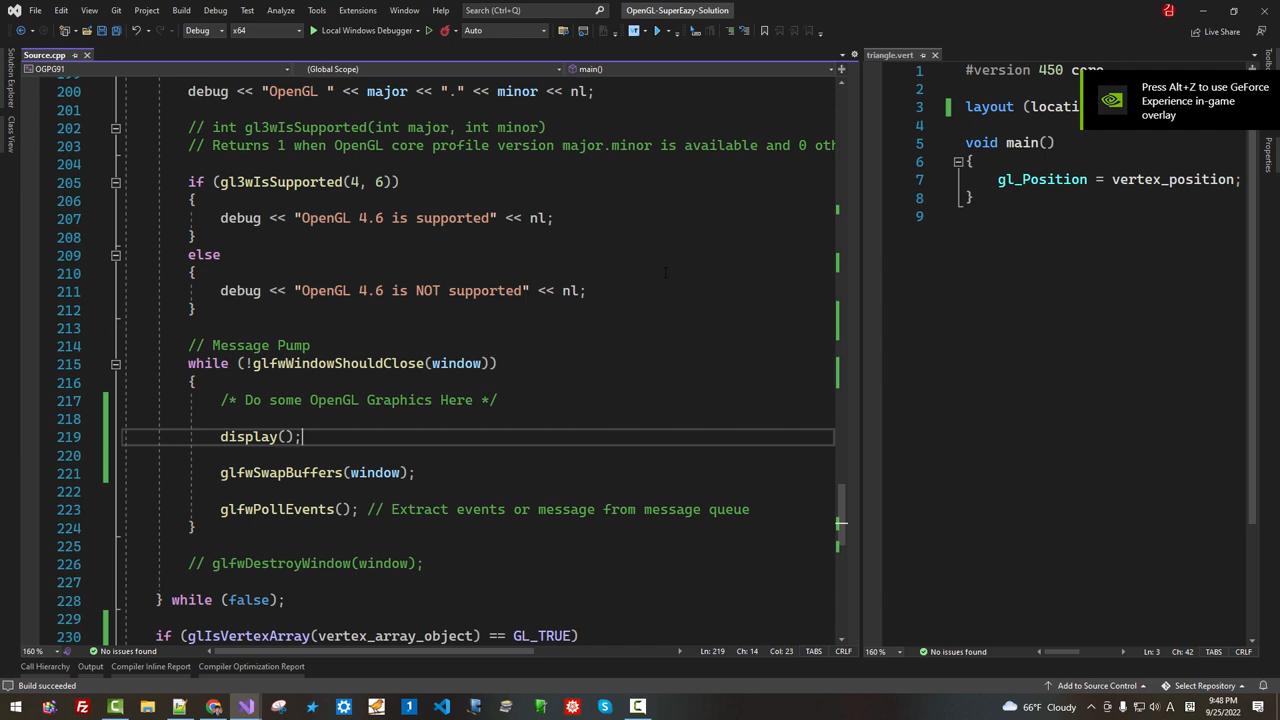 File Edit View Git Project Build Debug Test Analyze Tools Extensions Window Help Search (Ctrl+Q) OpenGL-SuperEazy-Solution
Debug x64 Local Windows Debugger Auto Live Share
Source.cpp triangle.vert
OGPG91 (Global Scope) main()
Solution Explorer
Class View
Toolbox
Properties
199
200 debug << "OpenGL " << major << "." << minor << nl;
201
202 // int gl3wIsSupported(int major, int minor)
203 // Returns 1 when OpenGL core profile version major.minor is available and 0 oth
204
205 if (gl3wIsSupported(4, 6))
206 {
207 debug << "OpenGL 4.6 is supported" << nl;
208 }
209 else
210 {
211 debug << "OpenGL 4.6 is NOT supported" << nl;
212 }
213
214 // Message Pump
215 while (!glfwWindowShouldClose(window))
216 {
217 /* Do some OpenGL Graphics Here */
218
219 display();
220
221 glfwSwapBuffers(window);
222
223 glfwPollEvents(); // Extract events or message from message queue
224 }
225
226 // glfwDestroyWindow(window);
227
228 } while (false);
229
230 if (glIsVertexArray(vertex_array_object) == GL_TRUE)
1 #version 450 core
2
3 layout (locati
4
5 void main()
6 {
7 gl_Position = vertex_position;
8 }
9
Press Alt+Z to use GeForce
Experience in-game
overlay
160 % No issues found Ln: 219 Ch: 14 Col: 23 TABS CRLF
160 % No issues found Ln: 3 Ch: 42 TABS CRLF
Call Hierarchy Output Compiler Inline Report Compiler Optimization Report
Build succeeded Add to Source Control Select Repository
66°F Cloudy 9:48 PM
9/25/2022